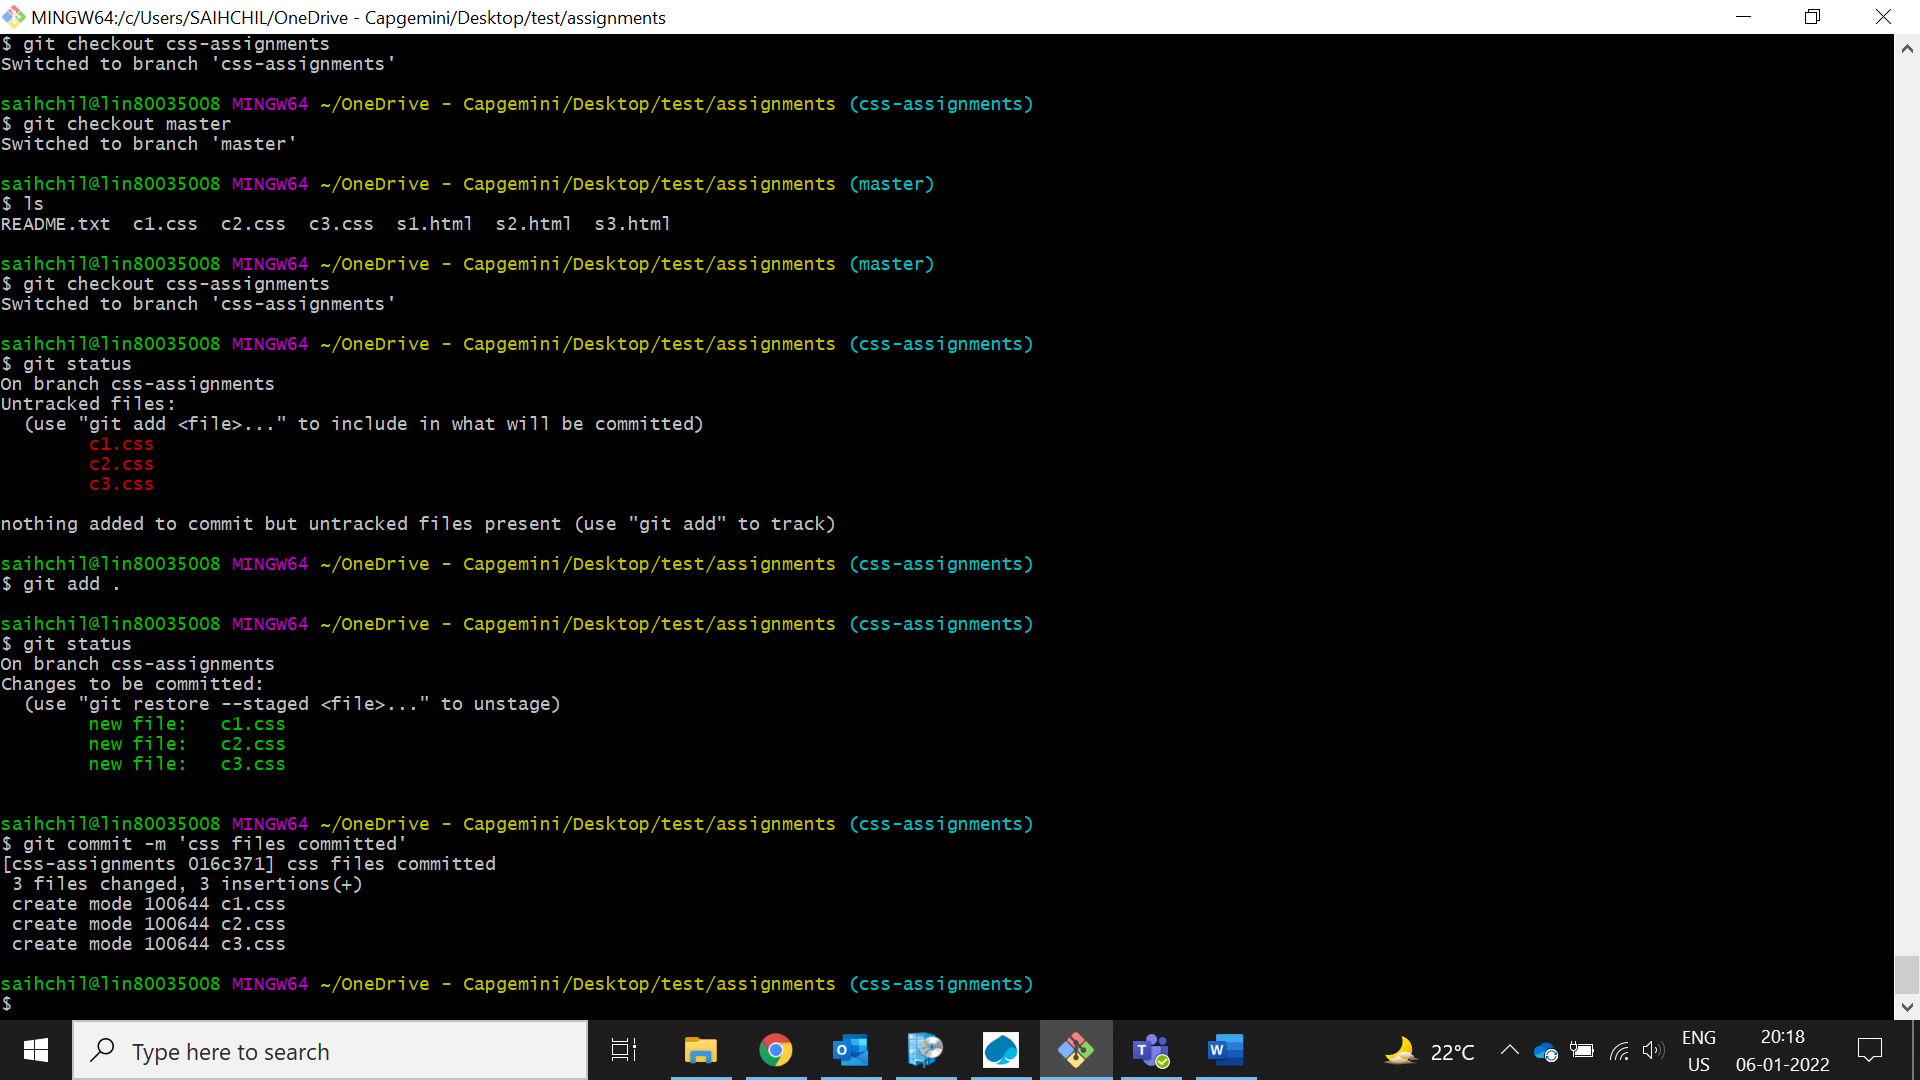 MINGW64:/c/Users/SAIHCHIL/OneDrive - Capgemini/Desktop/test/assignments
$ git checkout css-assignments
Switched to branch 'css-assignments'
saihchil@lin80035008 MINGW64 ~/OneDrive - Capgemini/Desktop/test/assignments (css-assignments)
$ git checkout master
Switched to branch 'master'
saihchil@lin80035008 MINGW64 ~/OneDrive - Capgemini/Desktop/test/assignments (master)
$ ls
README.txt  c1.css  c2.css  c3.css  s1.html  s2.html  s3.html
saihchil@lin80035008 MINGW64 ~/OneDrive - Capgemini/Desktop/test/assignments (master)
$ git checkout css-assignments
Switched to branch 'css-assignments'
saihchil@lin80035008 MINGW64 ~/OneDrive - Capgemini/Desktop/test/assignments (css-assignments)
$ git status
On branch css-assignments
Untracked files:
  (use "git add <file>..." to include in what will be committed)
        c1.css
        c2.css
        c3.css
nothing added to commit but untracked files present (use "git add" to track)
saihchil@lin80035008 MINGW64 ~/OneDrive - Capgemini/Desktop/test/assignments (css-assignments)
$ git add .
saihchil@lin80035008 MINGW64 ~/OneDrive - Capgemini/Desktop/test/assignments (css-assignments)
$ git status
On branch css-assignments
Changes to be committed:
  (use "git restore --staged <file>..." to unstage)
        new file:   c1.css
        new file:   c2.css
        new file:   c3.css
saihchil@lin80035008 MINGW64 ~/OneDrive - Capgemini/Desktop/test/assignments (css-assignments)
$ git commit -m 'css files committed'
[css-assignments 016c371] css files committed
 3 files changed, 3 insertions(+)
 create mode 100644 c1.css
 create mode 100644 c2.css
 create mode 100644 c3.css
saihchil@lin80035008 MINGW64 ~/OneDrive - Capgemini/Desktop/test/assignments (css-assignments)
$
Type here to search
22°C
ENG
US
20:18
06-01-2022